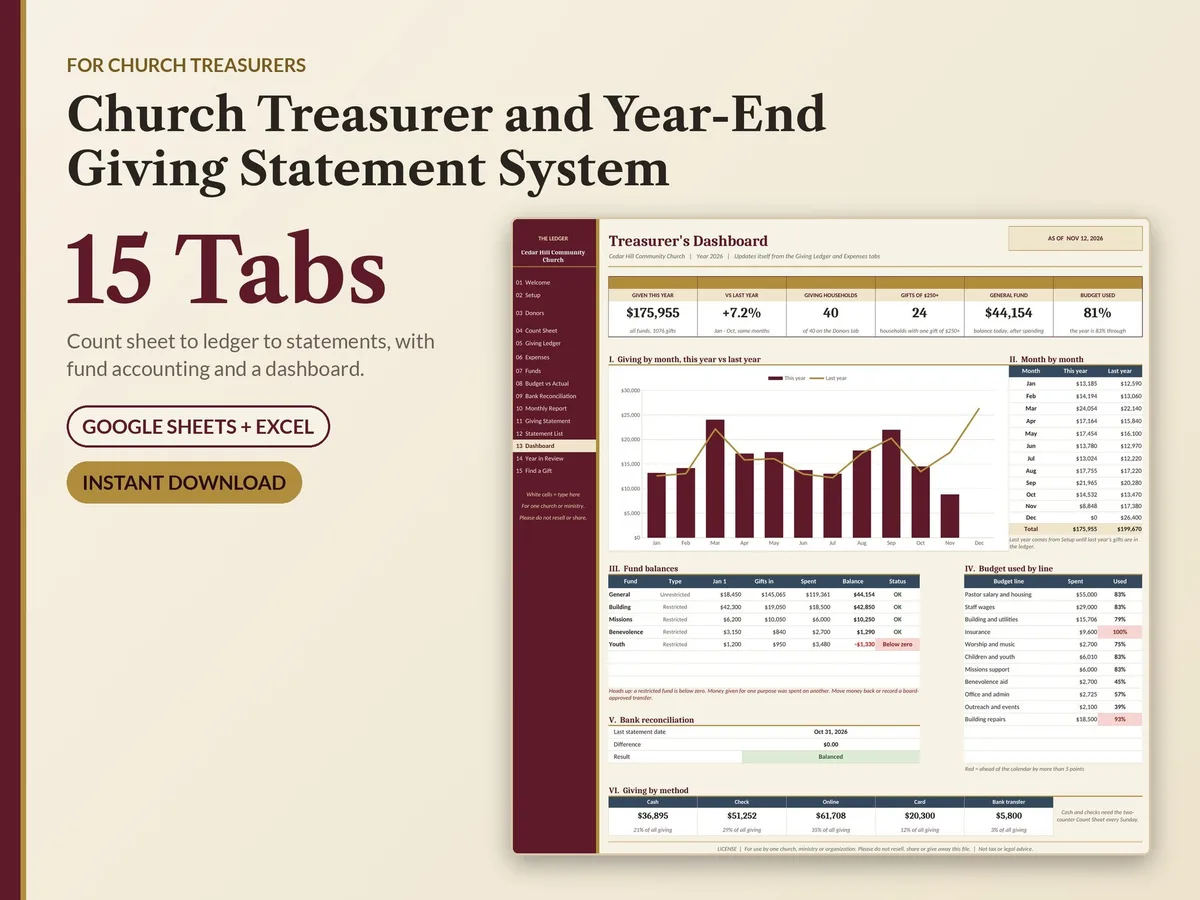 FOR CHURCH TREASURERS
Church Treasurer and Year-End
Giving Statement System
15 Tabs
Count sheet to ledger to statements, with
fund accounting and a dashboard.
GOOGLE SHEETS + EXCEL
INSTANT DOWNLOAD
THE LEDGER
Cedar Hill Community
Church
01 Welcome
02 Setup
03 Donors
04 Count Sheet
05 Giving Ledger
06 Expenses
07 Funds
08 Budget vs Actual
09 Bank Reconciliation
10 Monthly Report
11 Giving Statement
12 Statement List
13 Dashboard
14 Year in Review
15 Find a Gift
White cells = type here
For one church or ministry.
Please do not resell or share.
Treasurer's Dashboard
AS OF NOV 12, 2026
Cedar Hill Community Church | Year 2026 | Updates itself from the Giving Ledger and Expenses tabs
GIVEN THIS YEAR VS LAST YEAR GIVING HOUSEHOLDS GIFTS OF $250+ GENERAL FUND BUDGET USED
$175,955 +7.2% 40 24 $44,154 81%
all funds, 1076 gifts Jan - Oct, same months of 40 on the Donors tab households with one gift of $250+ balance today, after spending the year is 83% through
I. Giving by month, this year vs last year
This year Last year
$30,000
$25,000
$20,000
$15,000
$10,000
$5,000
$0
Jan Feb Mar Apr May Jun Jul Aug Sep Oct Nov Dec
II. Month by month
Month This year Last year
Jan $13,185 $12,590
Feb $14,194 $13,060
Mar $24,054 $22,140
Apr $17,164 $15,840
May $17,454 $16,100
Jun $13,780 $12,970
Jul $13,024 $12,220
Aug $17,755 $17,220
Sep $21,965 $20,280
Oct $14,532 $13,470
Nov $8,848 $17,380
Dec $0 $26,400
Total $175,955 $199,670
Last year comes from Setup until last year's gifts are in
the ledger.
III. Fund balances
Fund Type Jan 1 Gifts in Spent Balance Status
General Unrestricted $18,450 $145,065 $119,361 $44,154 OK
Building Restricted $42,300 $19,050 $18,500 $42,850 OK
Missions Restricted $6,200 $10,050 $6,000 $10,250 OK
Benevolence Restricted $3,150 $840 $2,700 $1,290 OK
Youth Restricted $1,200 $950 $3,480 -$1,330 Below zero
Heads up: a restricted fund is below zero. Money given for one purpose was spent on another. Move money back or record a board-
approved transfer.
IV. Budget used by line
Budget line Spent Used
Pastor salary and housing $55,000 83%
Staff wages $29,000 83%
Building and utilities $15,706 79%
Insurance $9,600 100%
Worship and music $2,700 75%
Children and youth $6,010 83%
Missions support $6,000 83%
Benevolence aid $2,700 45%
Office and admin $2,725 57%
Outreach and events $2,100 39%
Building repairs $18,500 93%
Red = ahead of the calendar by more than 5 points
V. Bank reconciliation
Last statement date Oct 31, 2026
Difference $0.00
Result Balanced
VI. Giving by method
Cash Check Online Card Bank transfer
$36,895 $51,252 $61,708 $20,300 $5,800
21% of all giving 29% of all giving 35% of all giving 12% of all giving 3% of all giving
Cash and checks need the two-
counter Count Sheet every Sunday.
LICENSE | For use by one church, ministry or organization. Please do not resell, share or give away this file. | Not tax or legal advice.